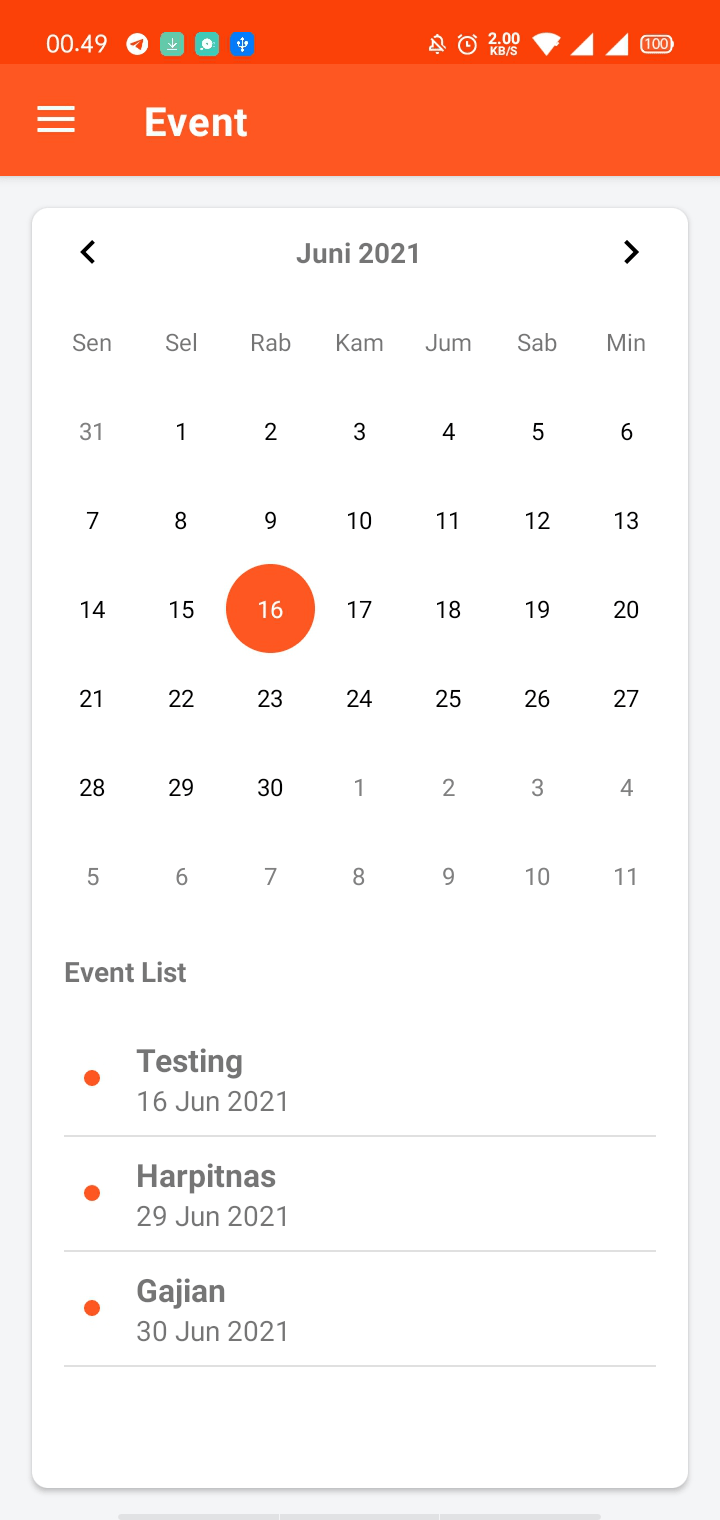 00.49 2.00 KB/S 100
Event
Juni 2021
Sen Sel Rab Kam Jum Sab Min
31 1 2 3 4 5 6
7 8 9 10 11 12 13
14 15 16 17 18 19 20
21 22 23 24 25 26 27
28 29 30 1 2 3 4
5 6 7 8 9 10 11
Event List
Testing
16 Jun 2021
Harpitnas
29 Jun 2021
Gajian
30 Jun 2021